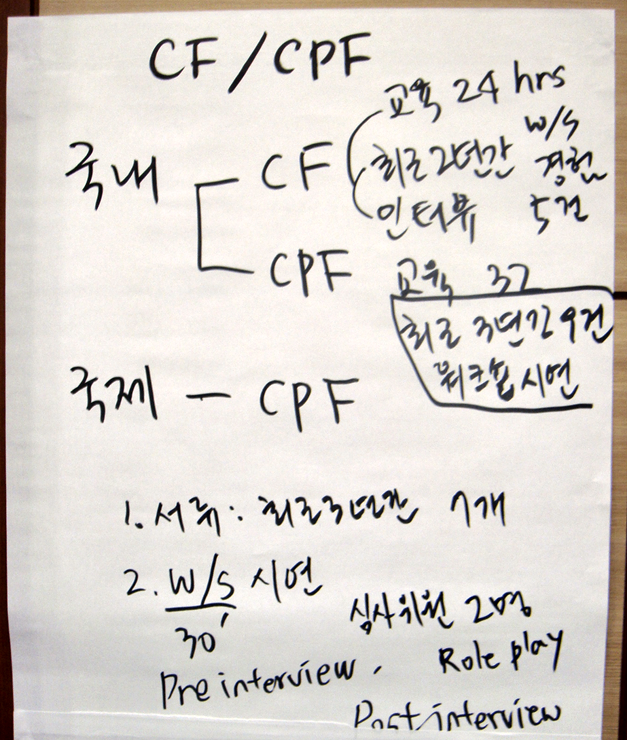 CF / CPF
국내
CF
교육 24 hrs
최근 2년간 W/S 경험 5건
인터뷰
CPF
교육 32
최근 3년간 9건
워크숍 시연
국제 - CPF
1. 서류: 최근 3년간 7개
2. W/S 시연
30'
심사위원 2명
Pre interview, Role play
Post interview